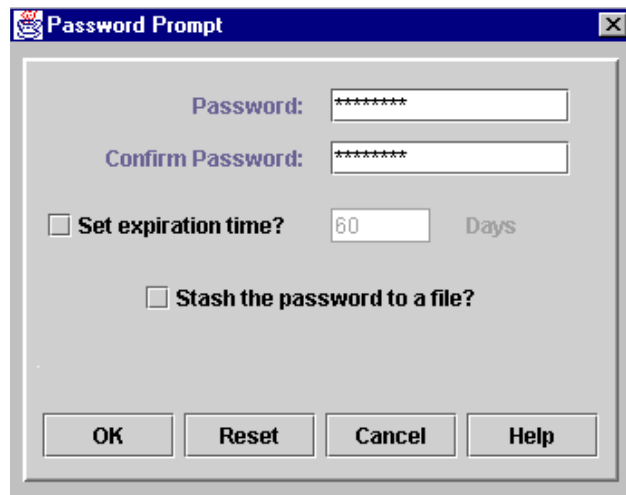 Password Prompt
Password: ********
Confirm Password: ********
Set expiration time? 60 Days
Stash the password to a file?
OK Reset Cancel Help